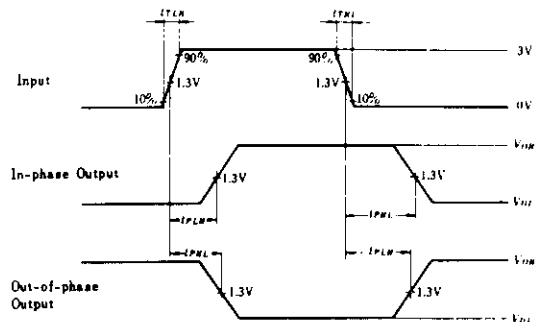 tTLH tTHL
90% 90% 3V
Input 1.3V 1.3V
10% 10% 0V
VOH
In-phase Output 1.3V 1.3V
VOL
tPLH tPHL
tPHL tPLH
VOH
Out-of-phase
Output
1.3V 1.3V
VOL